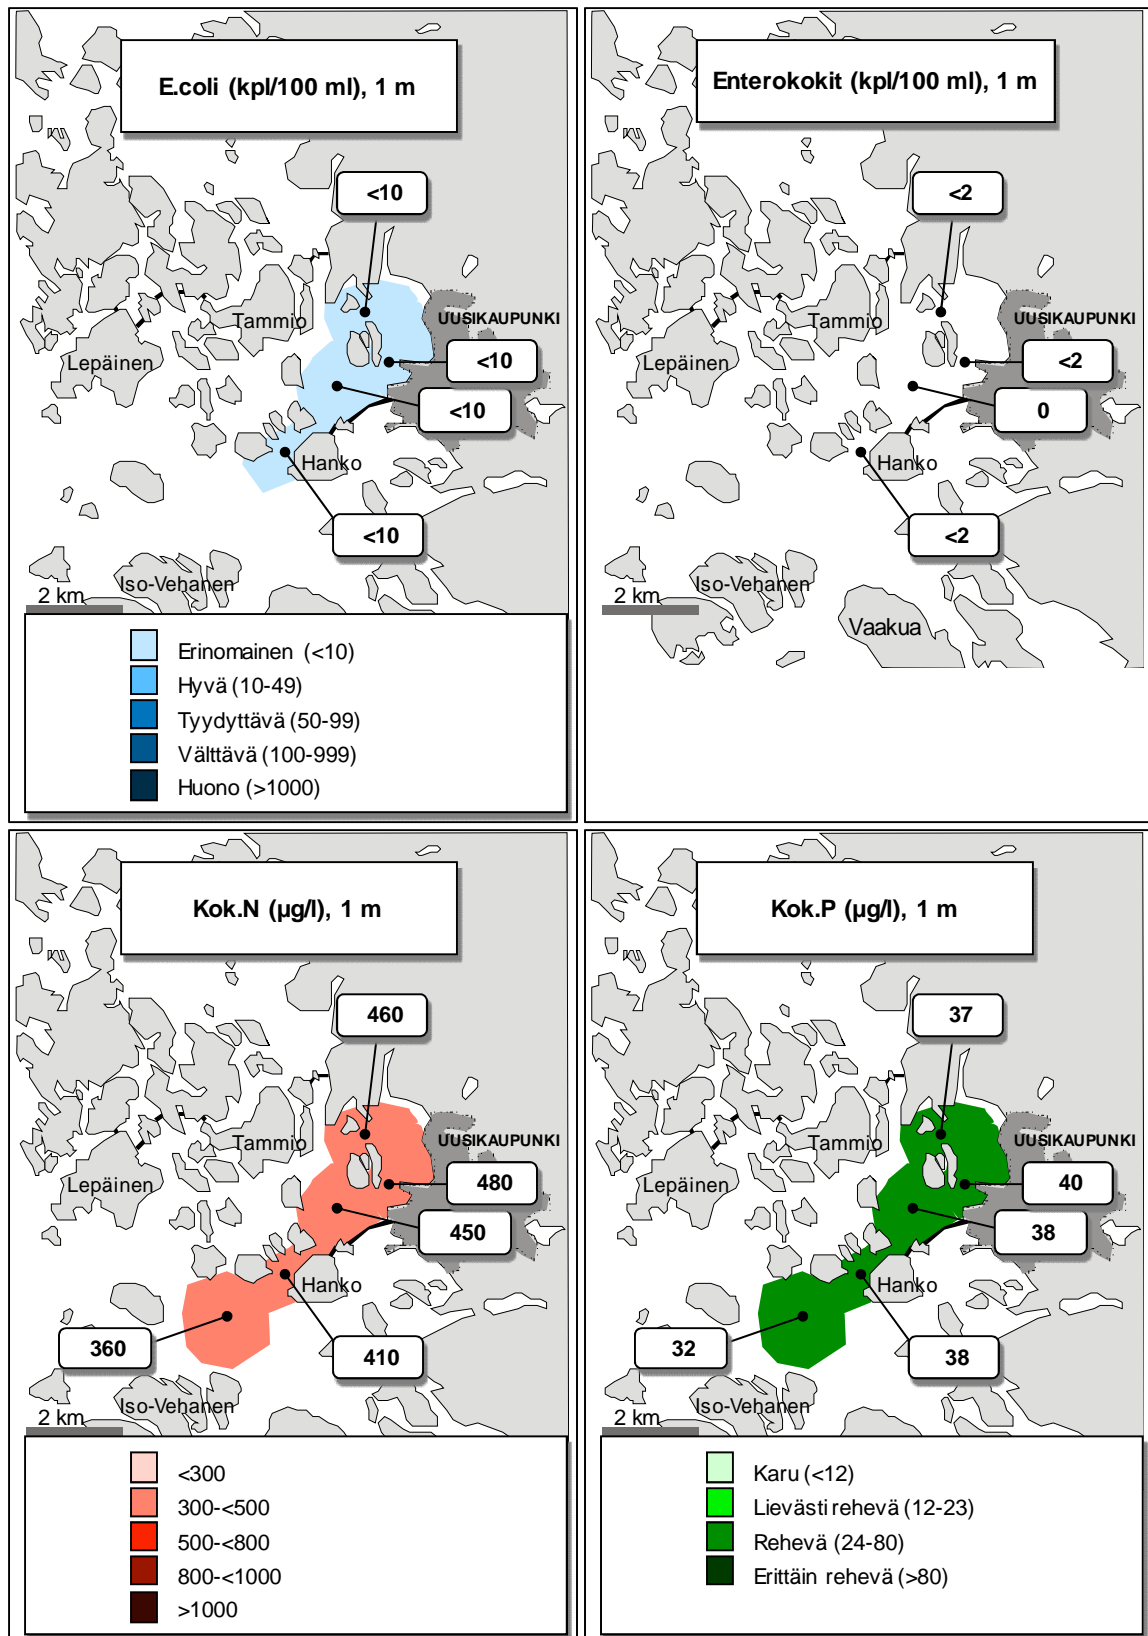 E.coli (kpl/100 ml), 1 m
<10
Tammio
UUSIKAUPUNKI
Lepäinen
<10
<10
Hanko
<10
Iso-Vehanen
2 km
Erinomainen (<10)
Hyvä (10-49)
Tyydyttävä (50-99)
Välttävä (100-999)
Huono (>1000)
Enterokokit (kpl/100 ml), 1 m
<2
Tammio
UUSIKAUPUNKI
Lepäinen
<2
0
Hanko
<2
Iso-Vehanen
2 km
Vaakua
Kok.N (µg/l), 1 m
460
Tammio
UUSIKAUPUNKI
Lepäinen
480
450
Hanko
360
410
Iso-Vehanen
2 km
<300
300-<500
500-<800
800-<1000
>1000
Kok.P (µg/l), 1 m
37
Tammio
UUSIKAUPUNKI
Lepäinen
40
38
Hanko
32
38
Iso-Vehanen
2 km
Karu (<12)
Lievästi rehevä (12-23)
Rehevä (24-80)
Erittäin rehevä (>80)